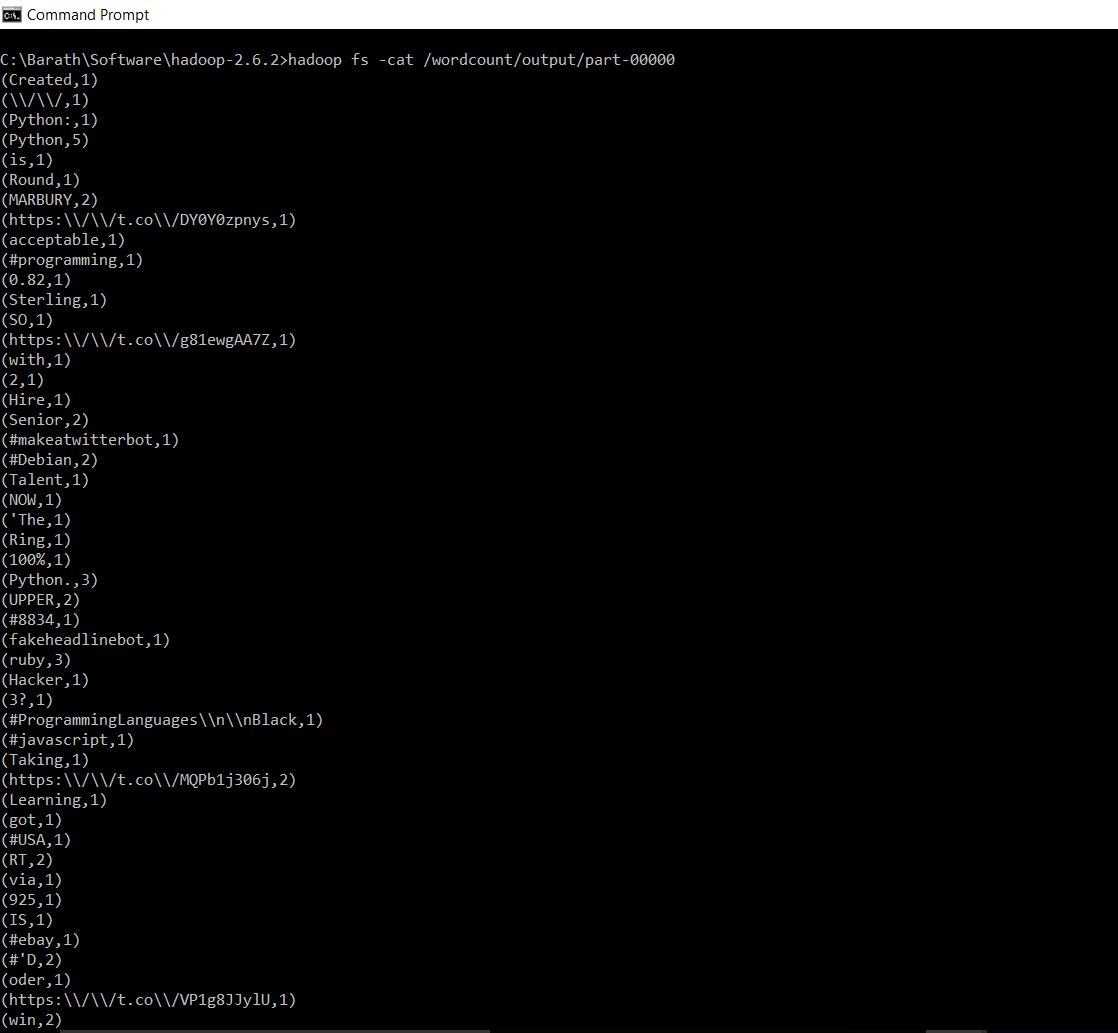 Command Prompt
C:\Barath\Software\hadoop-2.6.2>hadoop fs -cat /wordcount/output/part-00000
(Created,1)
(\\/\\/,1)
(Python:,1)
(Python,5)
(is,1)
(Round,1)
(MARBURY,2)
(https:\\/\\/t.co\\/DY0Y0zpnys,1)
(acceptable,1)
(#programming,1)
(0.82,1)
(Sterling,1)
(SO,1)
(https:\\/\\/t.co\\/g81ewgAA7Z,1)
(with,1)
(2,1)
(Hire,1)
(Senior,2)
(#makeatwitterbot,1)
(#Debian,2)
(Talent,1)
(NOW,1)
('The,1)
(Ring,1)
(100%,1)
(Python.,3)
(UPPER,2)
(#8834,1)
(fakeheadlinebot,1)
(ruby,3)
(Hacker,1)
(3?,1)
(#ProgrammingLanguages\\n\\nBlack,1)
(#javascript,1)
(Taking,1)
(https:\\/\\/t.co\\/MQPb1j306j,2)
(Learning,1)
(got,1)
(#USA,1)
(RT,2)
(via,1)
(925,1)
(IS,1)
(#ebay,1)
(#'D,2)
(oder,1)
(https:\\/\\/t.co\\/VP1g8JJylU,1)
(win,2)